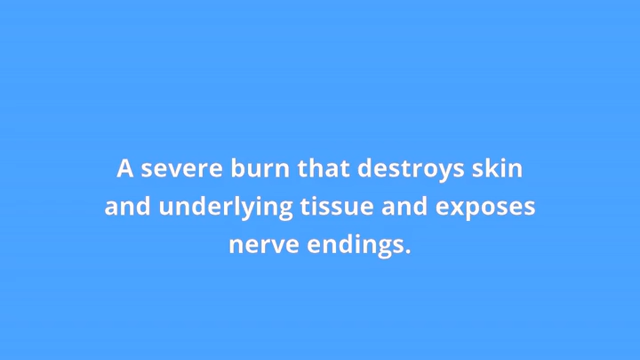 A severe burn that destroys skin
and underlying tissue and exposes
nerve endings.